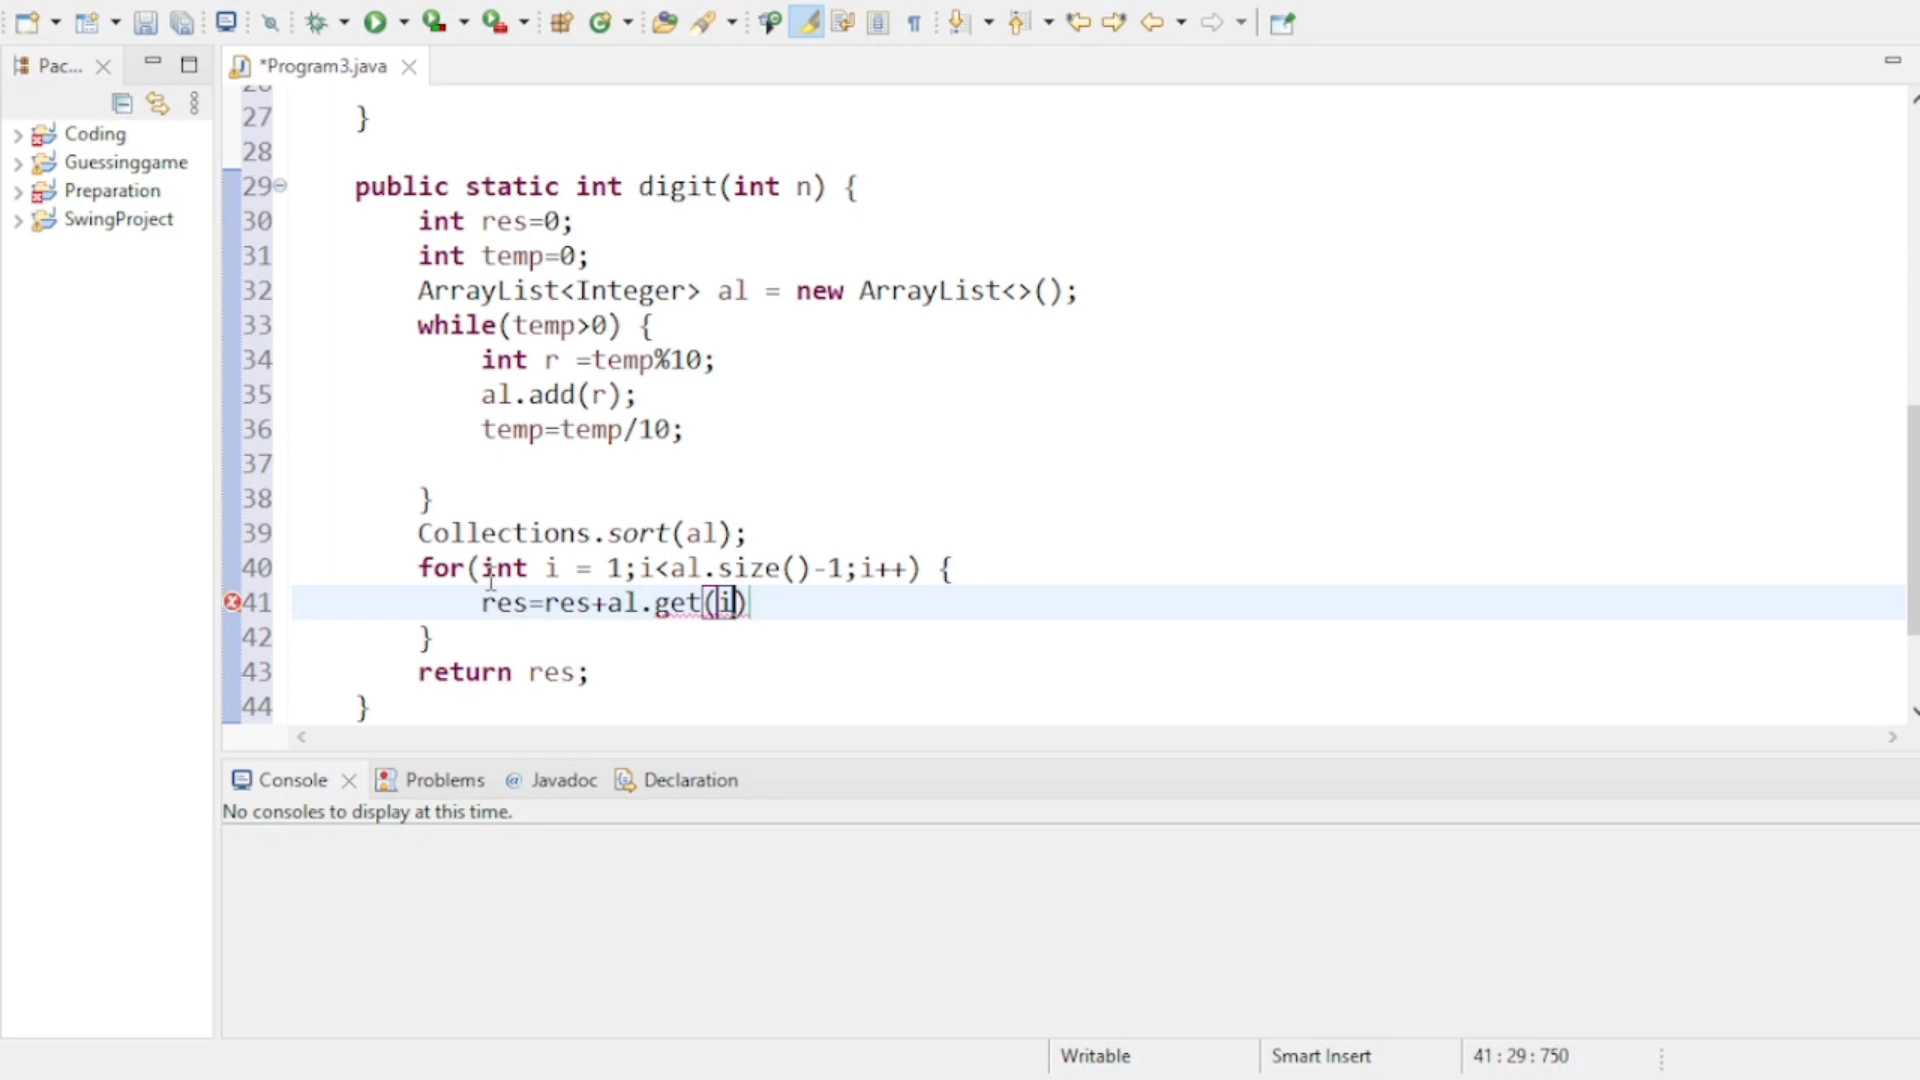 Pac...
*Program3.java
Coding
Guessinggame
Preparation
SwingProject
27 }
28
29 public static int digit(int n) {
30 int res=0;
31 int temp=0;
32 ArrayList<Integer> al = new ArrayList<>();
33 while(temp>0) {
34 int r =temp%10;
35 al.add(r);
36 temp=temp/10;
37
38 }
39 Collections.sort(al);
40 for(int i = 1;i<al.size()-1;i++) {
41 res=res+al.get(i)
42 }
43 return res;
44 }
Console Problems @ Javadoc Declaration
No consoles to display at this time.
Writable Smart Insert 41 : 29 : 750